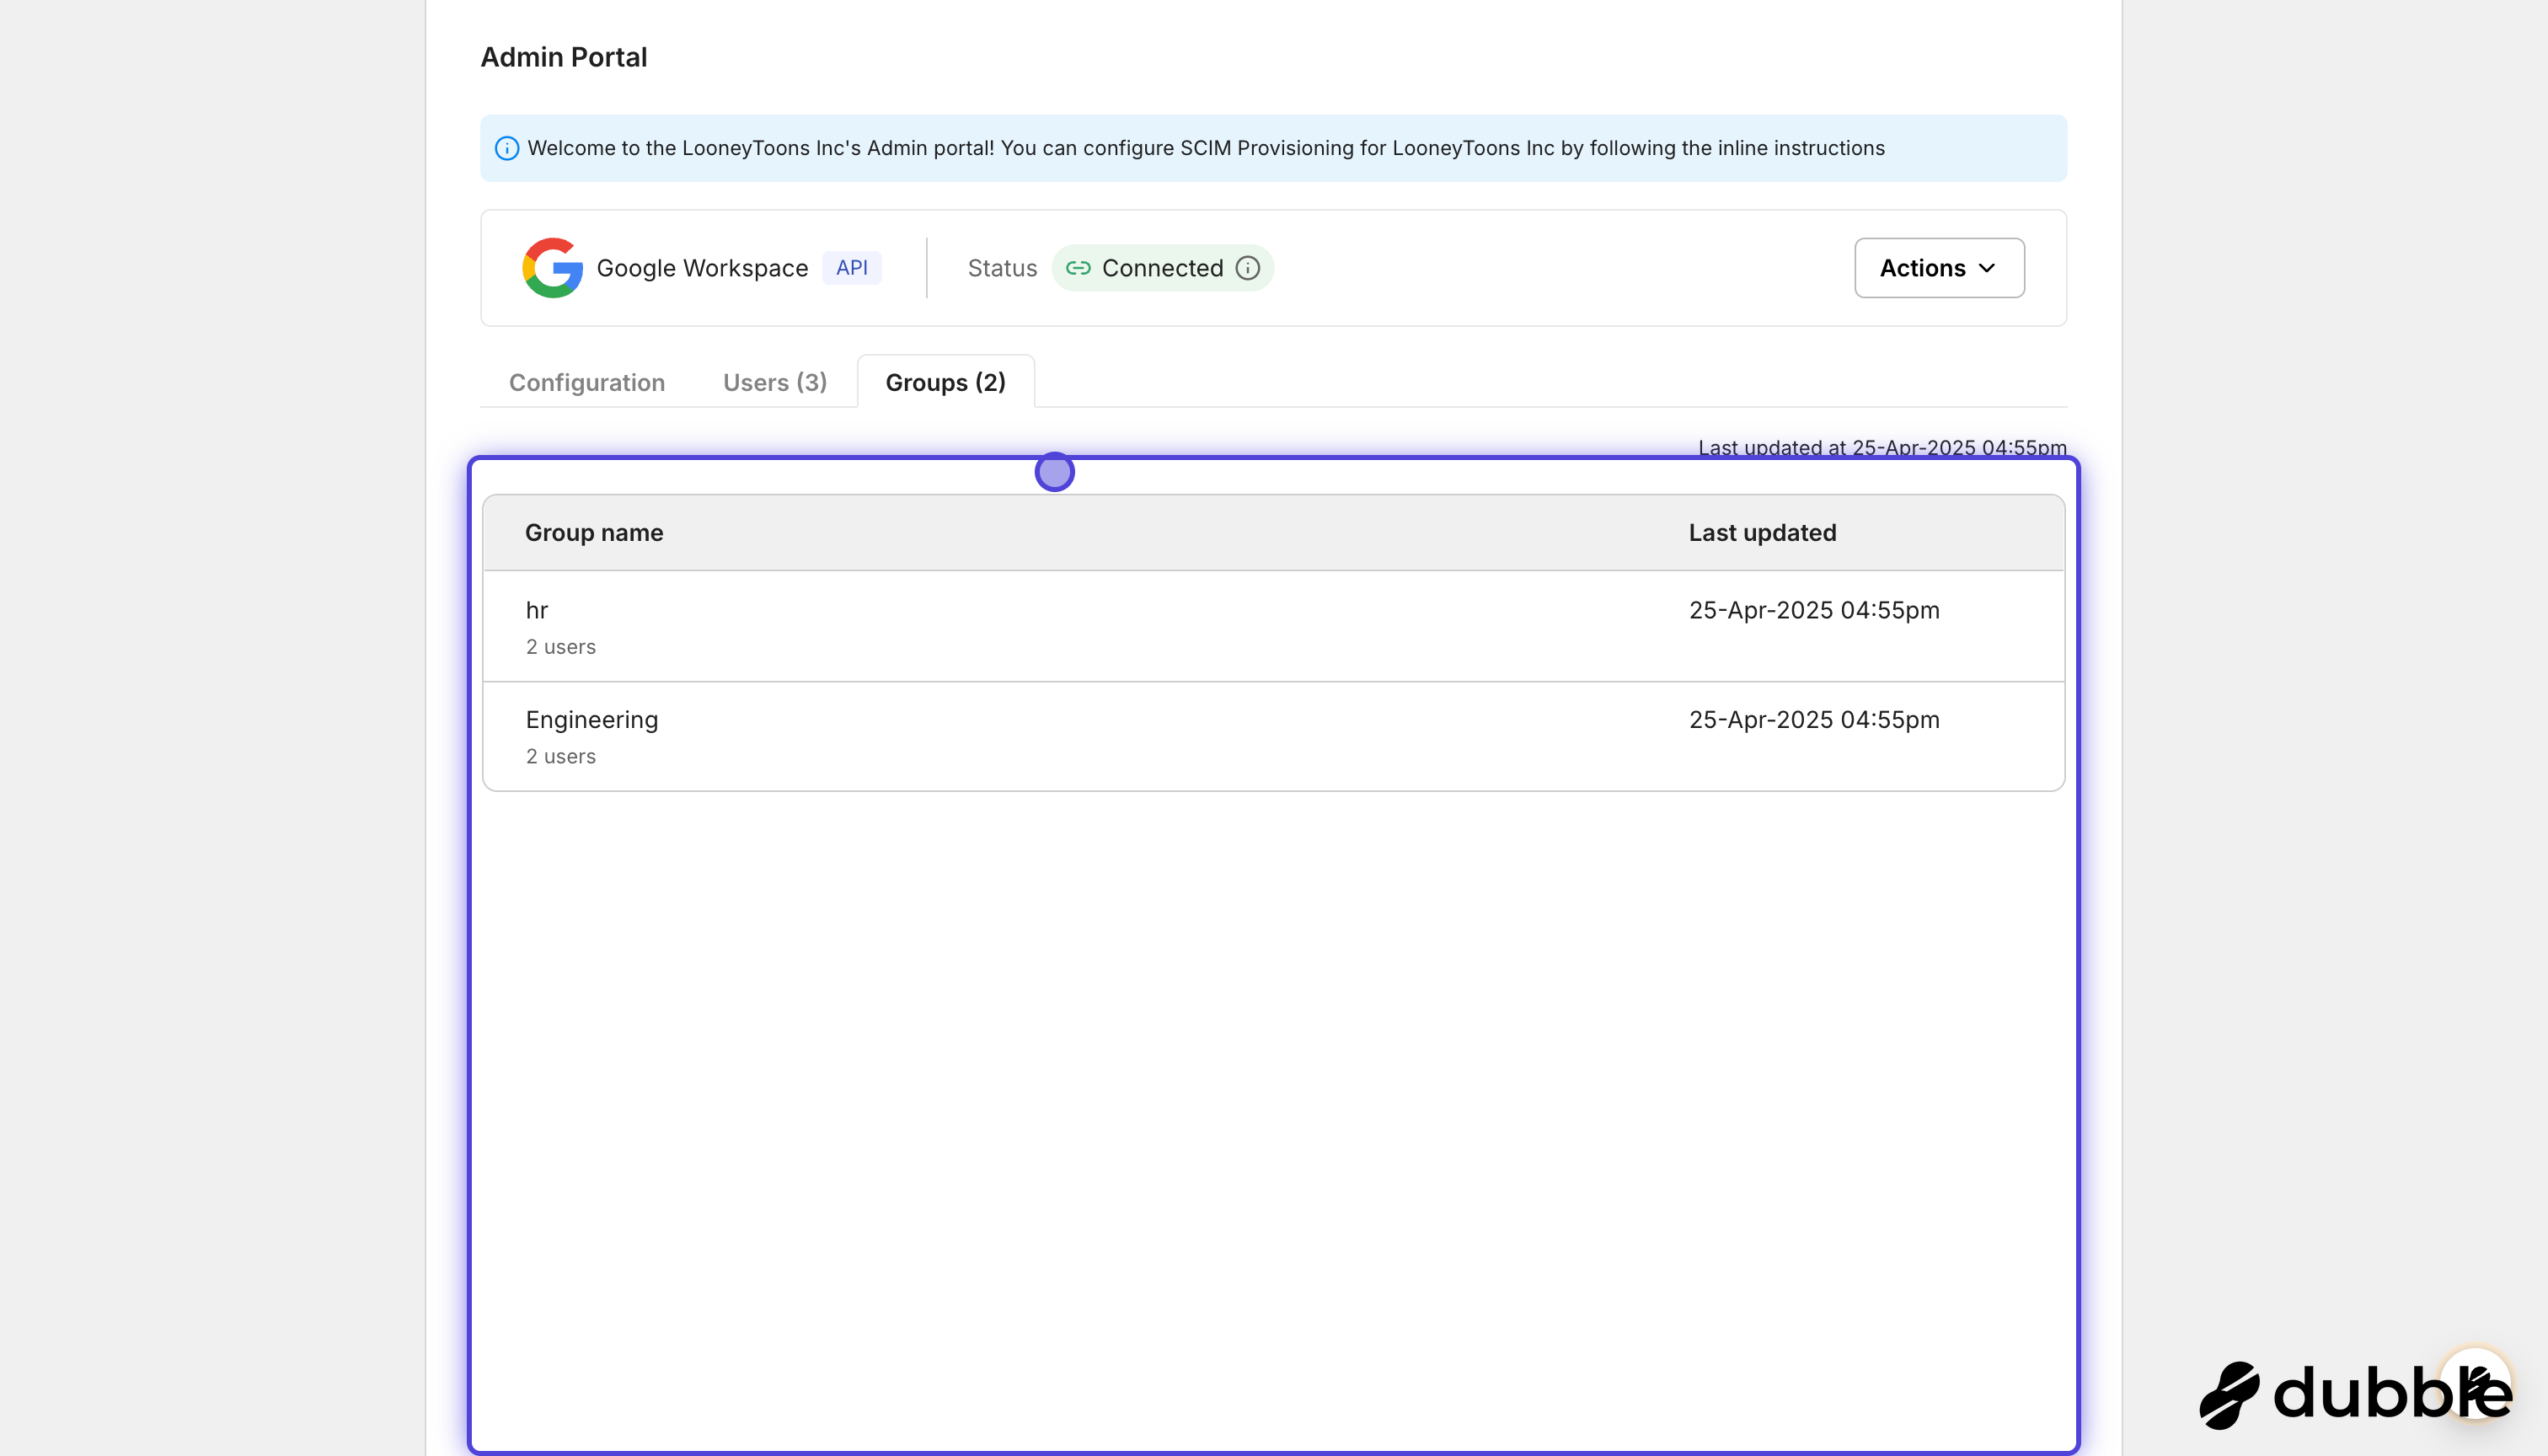 Admin Portal
Welcome to the LooneyToons Inc's Admin portal! You can configure SCIM Provisioning for LooneyToons Inc by following the inline instructions
Google Workspace API Status Connected Actions
Configuration Users (3) Groups (2)
Last updated at 25-Apr-2025 04:55pm
Group name Last updated
hr 25-Apr-2025 04:55pm
2 users
Engineering 25-Apr-2025 04:55pm
2 users
dubble